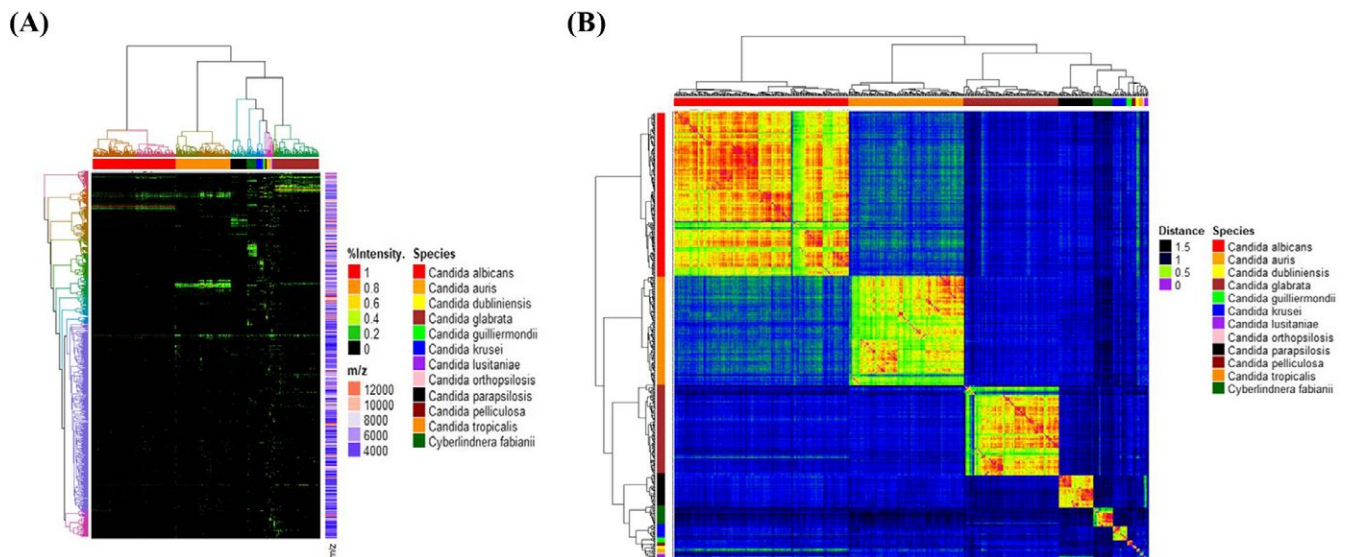 (A)
%Intensity.
1
0.8
0.6
0.4
0.2
0
m/z
12000
10000
8000
6000
4000
Species
Candida albicans
Candida auris
Candida dubliniensis
Candida glabrata
Candida guilliermondii
Candida krusei
Candida lusitaniae
Candida orthopsilosis
Candida parapsilosis
Candida pelliculosa
Candida tropicalis
Cyberlindnera fabianii
m/z
(B)
Distance
1.5
1
0.5
0
Species
Candida albicans
Candida auris
Candida dubliniensis
Candida glabrata
Candida guilliermondii
Candida krusei
Candida lusitaniae
Candida orthopsilosis
Candida parapsilosis
Candida pelliculosa
Candida tropicalis
Cyberlindnera fabianii